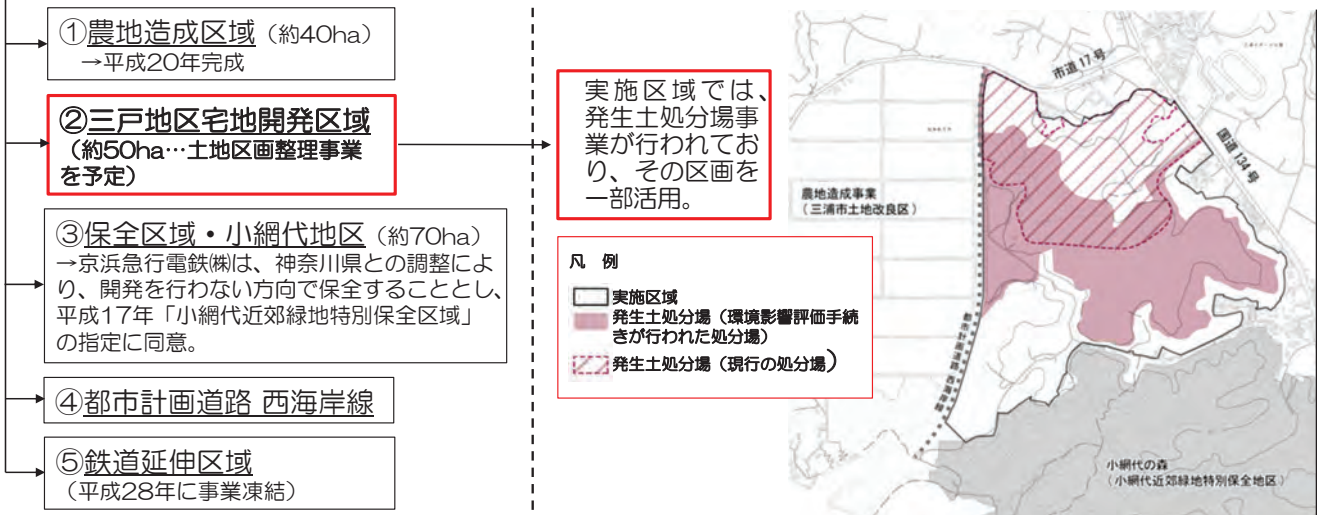 ①農地造成区域（約40ha）
→平成20年完成
②三戸地区宅地開発区域
（約50ha…土地区画整理事業
を予定）
③保全区域・小網代地区（約70ha）
→京浜急行電鉄㈱は、神奈川県との調整によ
り、開発を行わない方向で保全することとし、
平成17年「小網代近郊緑地特別保全区域」
の指定に同意。
④都市計画道路 西海岸線
⑤鉄道延伸区域
（平成28年に事業凍結）
実施区域では、
発生土処分場事
業が行われてお
り、その区画を
一部活用。
凡 例
実施区域
発生土処分場（環境影響評価手続
きが行われた処分場）
発生土処分場（現行の処分場）
市道17号
国道134号
農地造成事業
（三浦市土地改良区）
都市計画道路 西海岸線
小網代の森
（小網代近郊緑地特別保全地区）